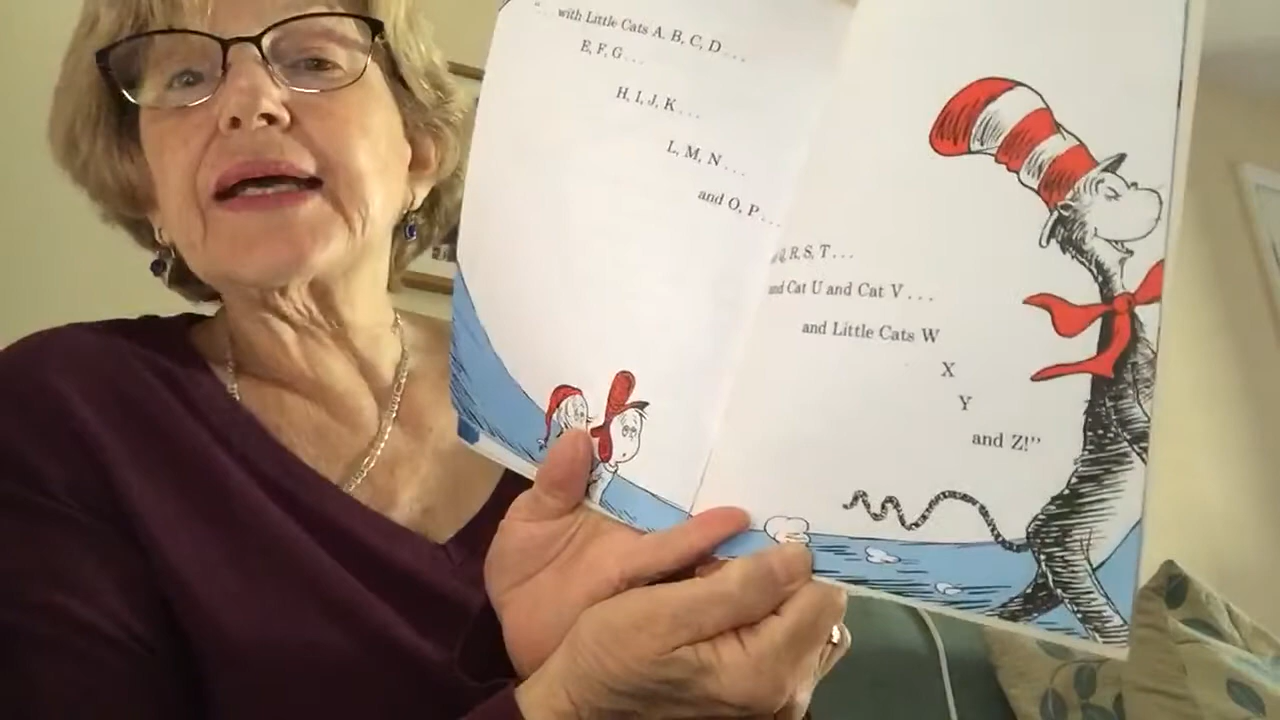 ". . . with Little Cats A, B, C, D . . .
E, F, G . . .
H, I, J, K . . .
L, M, N . . .
and O, P . . .
Q, R, S, T . . .
and Cat U and Cat V . . .
and Little Cats W
X
Y
and Z!"